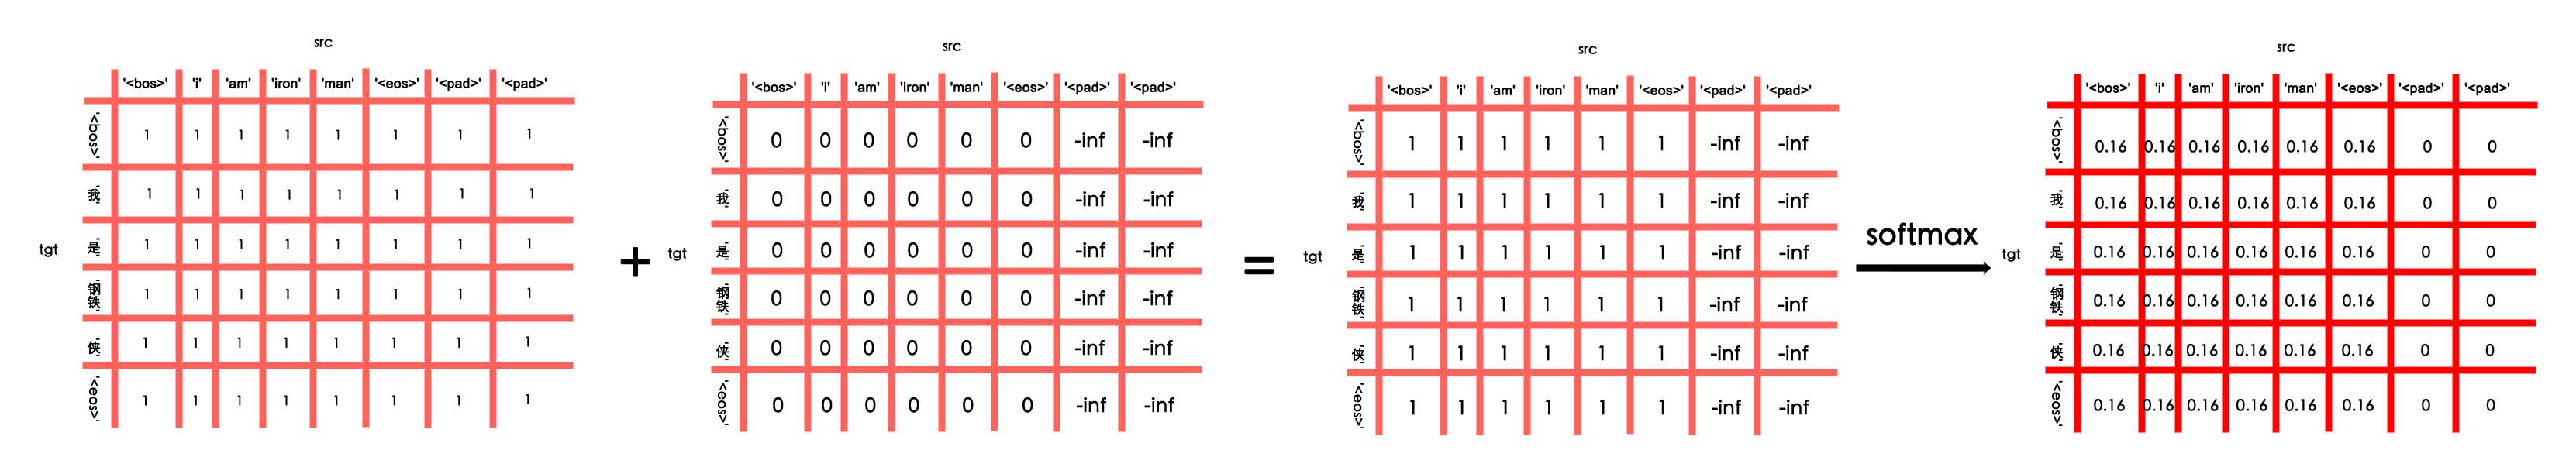 src
'<bos>' 'i' 'am' 'iron' 'man' '<eos>' '<pad>' '<pad>'
'<bos>' 1 1 1 1 1 1 1 1
'我' 1 1 1 1 1 1 1 1
tgt
'是' 1 1 1 1 1 1 1 1
'钢铁' 1 1 1 1 1 1 1 1
'侠' 1 1 1 1 1 1 1 1
'<eos>' 1 1 1 1 1 1 1 1
+
src
'<bos>' 'i' 'am' 'iron' 'man' '<eos>' '<pad>' '<pad>'
'<bos>' 0 0 0 0 0 0 -inf -inf
'我' 0 0 0 0 0 0 -inf -inf
tgt
'是' 0 0 0 0 0 0 -inf -inf
'钢铁' 0 0 0 0 0 0 -inf -inf
'侠' 0 0 0 0 0 0 -inf -inf
'<eos>' 0 0 0 0 0 0 -inf -inf
=
src
'<bos>' 'i' 'am' 'iron' 'man' '<eos>' '<pad>' '<pad>'
'<bos>' 1 1 1 1 1 1 -inf -inf
'我' 1 1 1 1 1 1 -inf -inf
tgt
'是' 1 1 1 1 1 1 -inf -inf
'钢铁' 1 1 1 1 1 1 -inf -inf
'侠' 1 1 1 1 1 1 -inf -inf
'<eos>' 1 1 1 1 1 1 -inf -inf
softmax
src
'<bos>' 'i' 'am' 'iron' 'man' '<eos>' '<pad>' '<pad>'
'<bos>' 0.16 0.16 0.16 0.16 0.16 0.16 0 0
'我' 0.16 0.16 0.16 0.16 0.16 0.16 0 0
tgt
'是' 0.16 0.16 0.16 0.16 0.16 0.16 0 0
'钢铁' 0.16 0.16 0.16 0.16 0.16 0.16 0 0
'侠' 0.16 0.16 0.16 0.16 0.16 0.16 0 0
'<eos>' 0.16 0.16 0.16 0.16 0.16 0.16 0 0